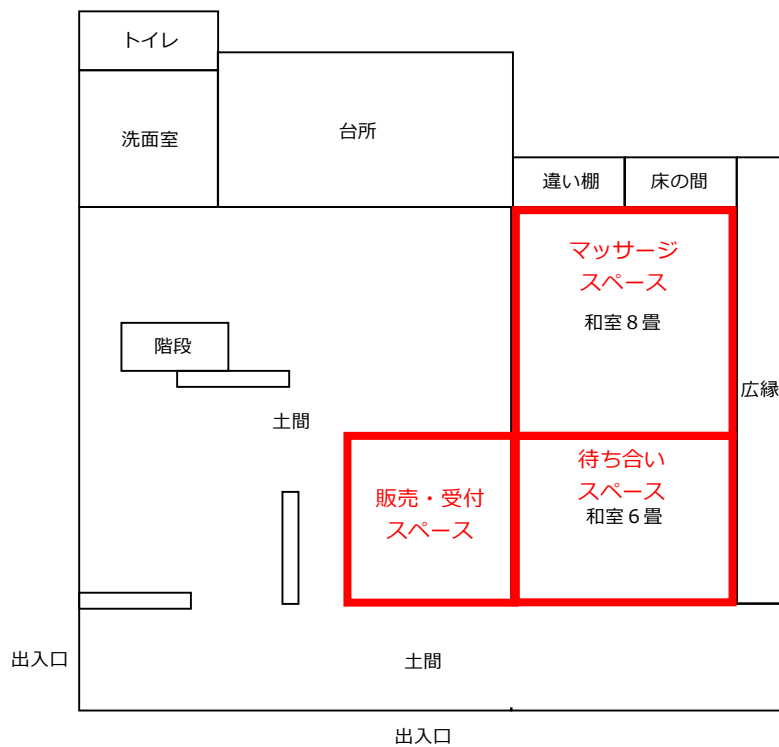 トイレ
洗面室
台所
違い棚
床の間
マッサージ
スペース
和室８畳
階段
広縁
土間
販売・受付
スペース
待ち合い
スペース
和室６畳
出入口
土間
出入口